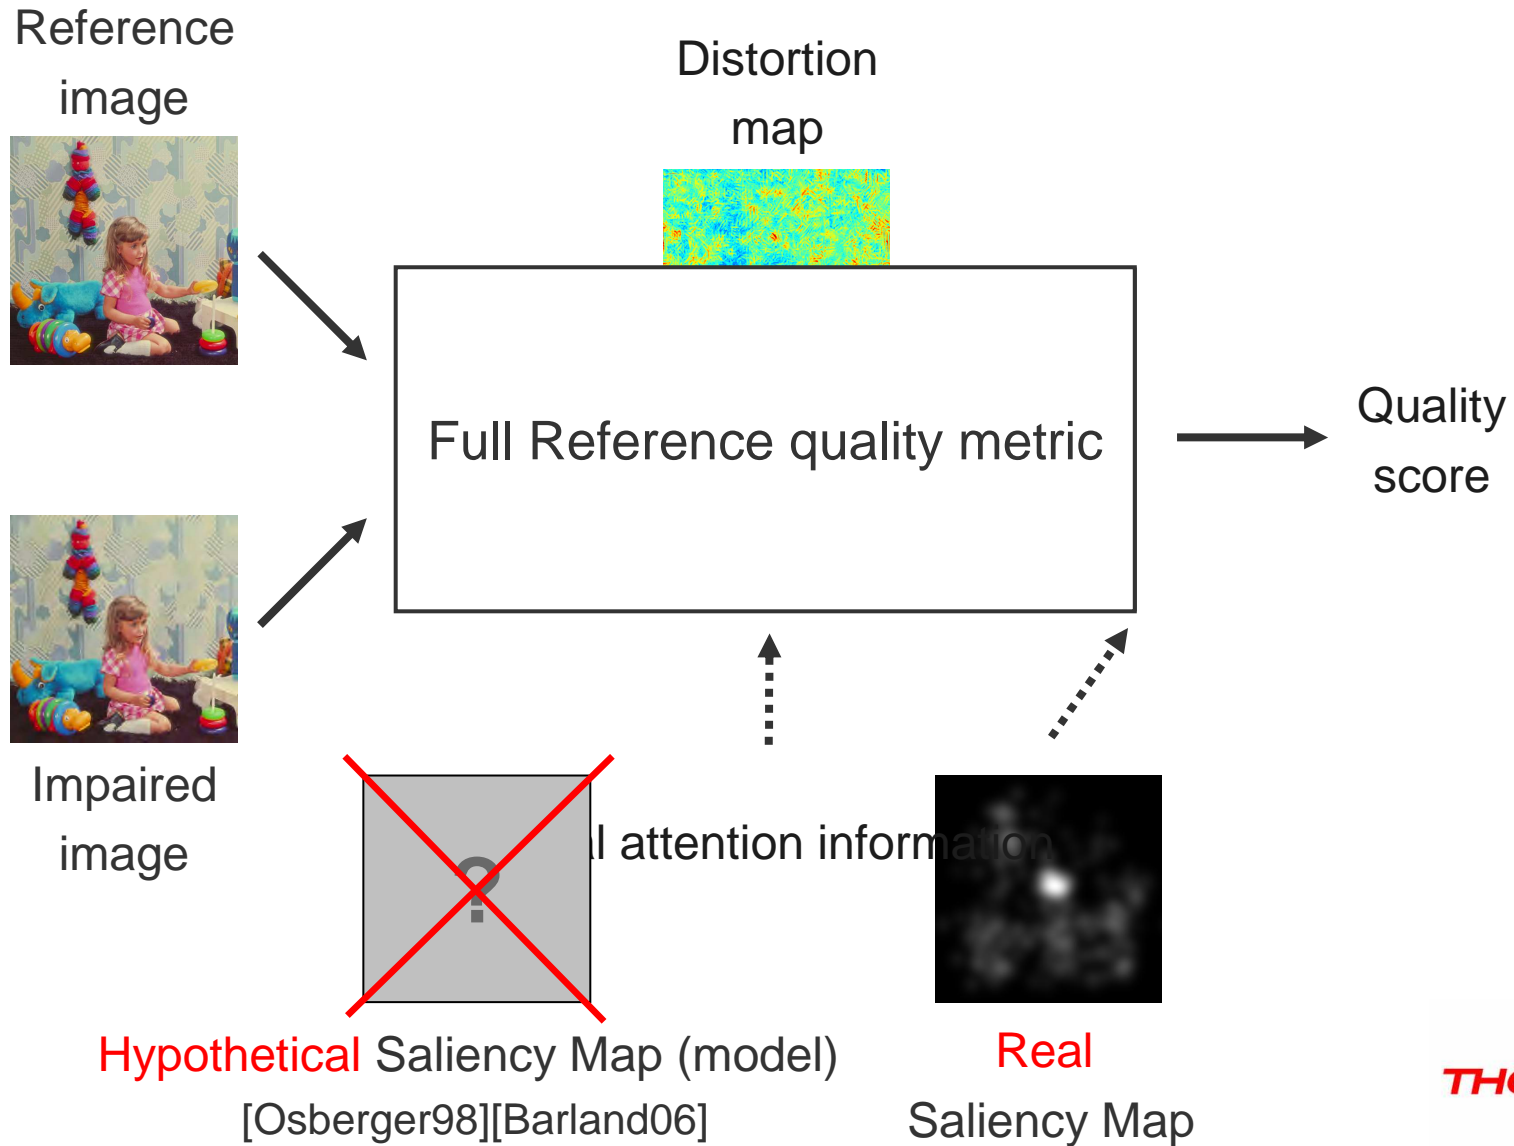 Reference
image
Distortion
map
Full Reference quality metric
Quality
score
Impaired
image
?
attention information
Hypothetical Saliency Map (model)
[Osberger98][Barland06]
Real
Saliency Map